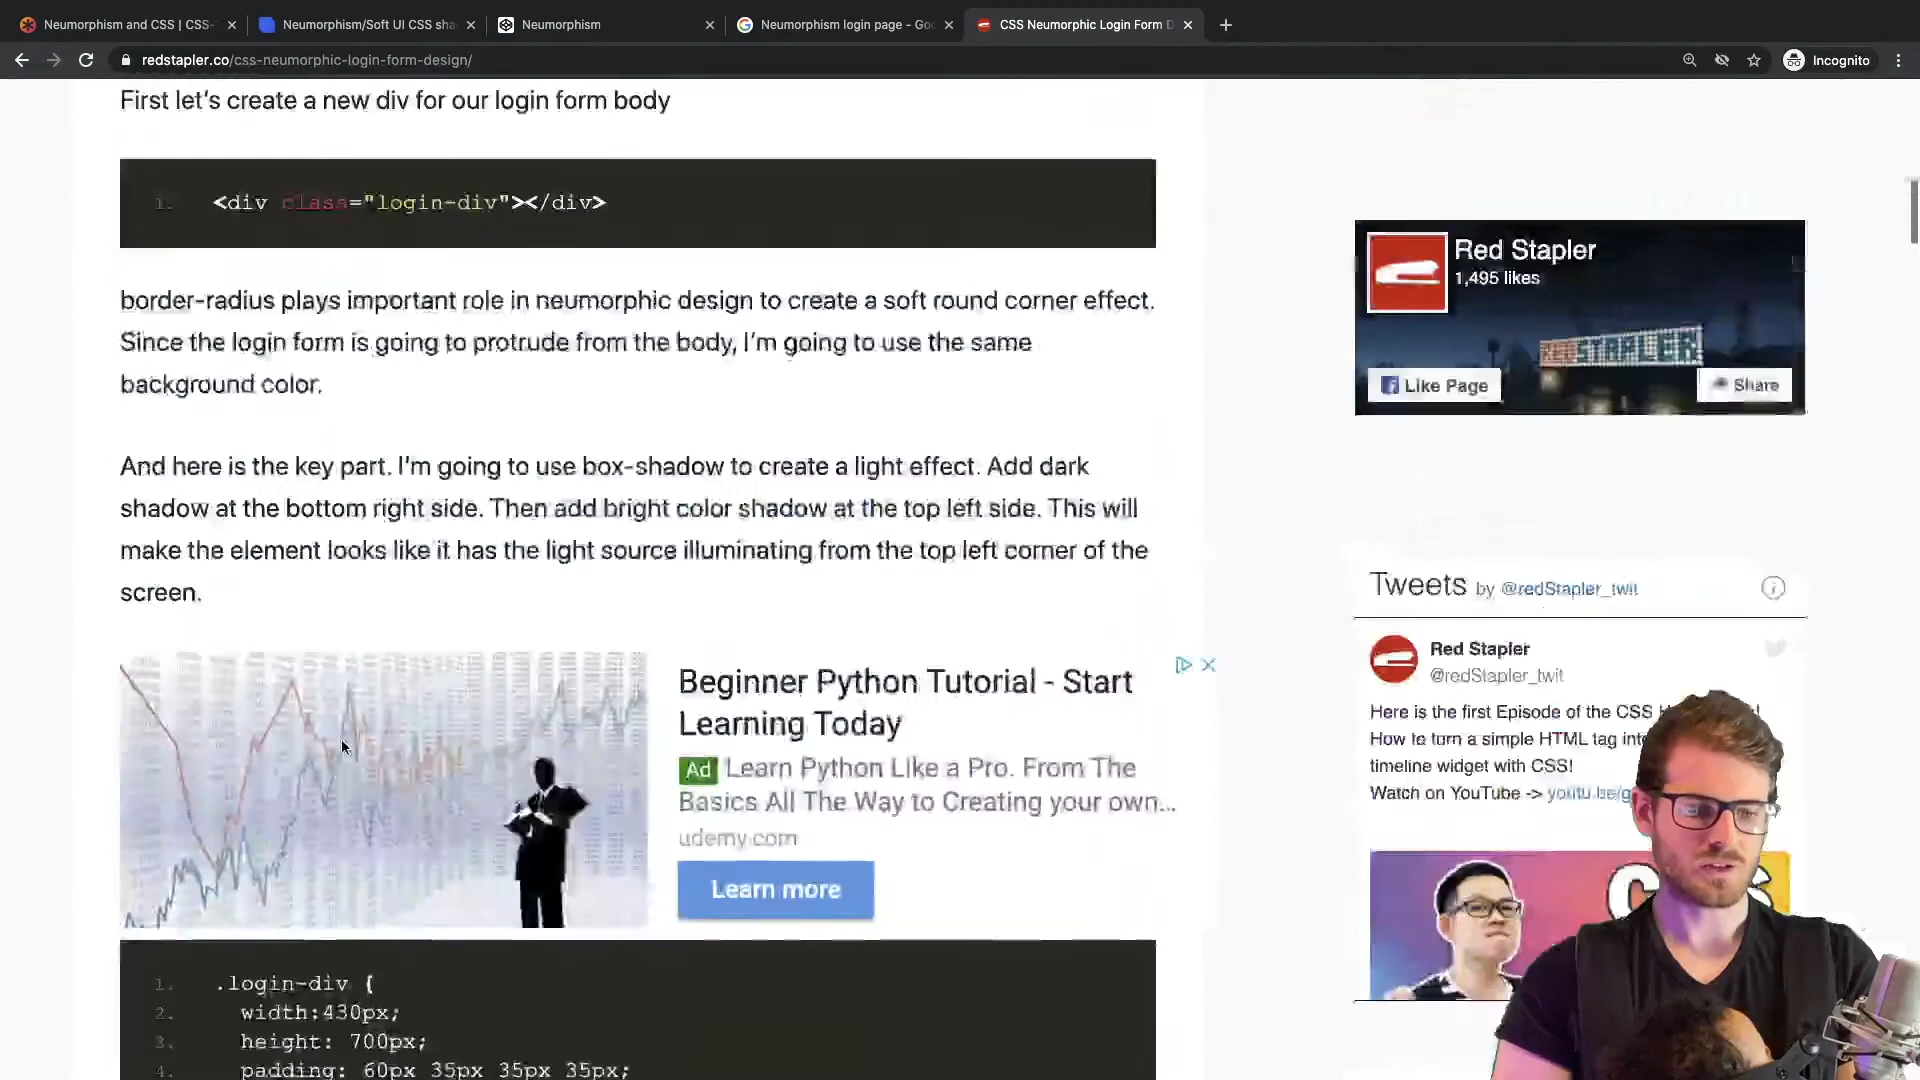 Neumorphism and CSS | CSS-
Neumorphism/Soft UI CSS sha
Neumorphism
Neumorphism login page - Goo
CSS Neumorphic Login Form D
redstapler.co/css-neumorphic-login-form-design/
Incognito
First let's create a new div for our login form body
1. <div class="login-div"></div>
border-radius plays important role in neumorphic design to create a soft round corner effect.
Since the login form is going to protrude from the body, I'm going to use the same
background color.
And here is the key part. I'm going to use box-shadow to create a light effect. Add dark
shadow at the bottom right side. Then add bright color shadow at the top left side. This will
make the element looks like it has the light source illuminating from the top left corner of the
screen.
Beginner Python Tutorial - Start
Learning Today
Ad Learn Python Like a Pro. From The
Basics All The Way to Creating your own...
udemy.com
Learn more
1. .login-div {
2. width:430px;
3. height: 700px;
4. padding: 60px 35px 35px 35px;
Red Stapler
1,495 likes
RED STAPLER
Like Page
Share
Tweets by @redStapler_twit
Red Stapler
@redStapler_twit
Here is the first Episode of the CSS
How to turn a simple HTML tag into
timeline widget with CSS!
Watch on YouTube -> youtu.be/g